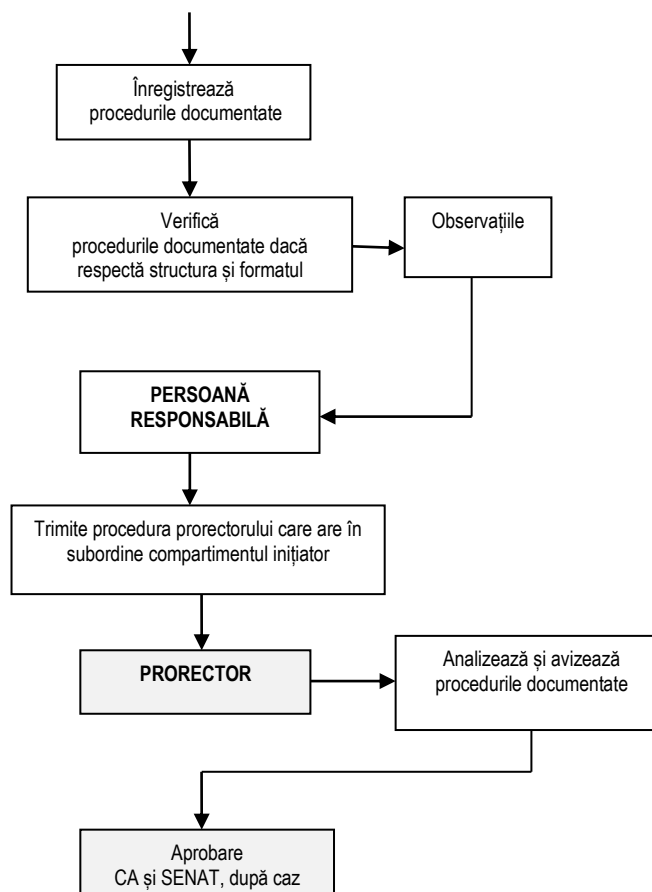 Înregistrează
procedurile documentate
Verifică
procedurile documentate dacă
respectă structura și formatul
Observațiile
PERSOANĂ
RESPONSABILĂ
Trimite procedura prorectorului care are în
subordine compartimentul inițiator
PRORECTOR
Analizează și avizează
procedurile documentate
Aprobare
CA și SENAT, după caz